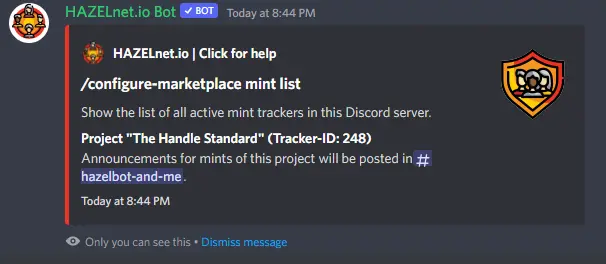 HAZELnet.io Bot ✓ BOT Today at 8:44 PM
HAZELnet.io | Click for help
/configure-marketplace mint list
Show the list of all active mint trackers in this Discord server.
Project "The Handle Standard" (Tracker-ID: 248)
Announcements for mints of this project will be posted in #
hazelbot-and-me.
Today at 8:44 PM
Only you can see this • Dismiss message